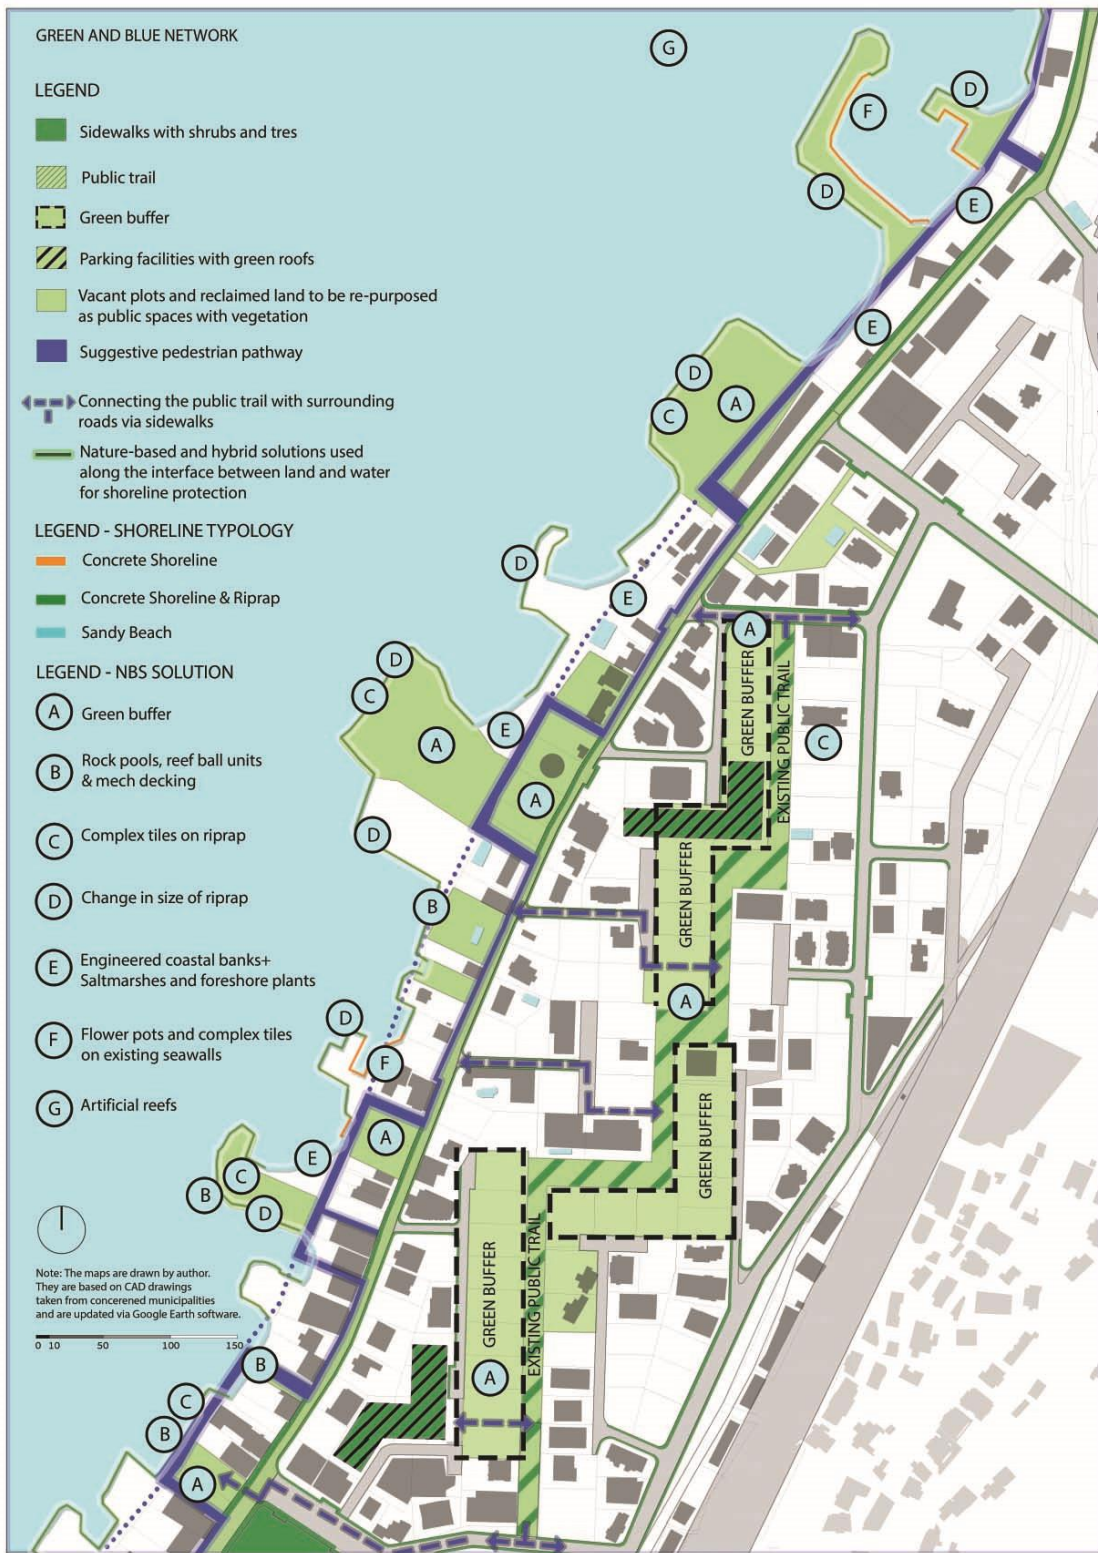 GREEN AND BLUE NETWORK
LEGEND
Sidewalks with shrubs and tres
Public trail
Green buffer
Parking facilities with green roofs
Vacant plots and reclaimed land to be re-purposed
as public spaces with vegetation
Suggestive pedestrian pathway
Connecting the public trail with surrounding
roads via sidewalks
Nature-based and hybrid solutions used
along the interface between land and water
for shoreline protection
LEGEND - SHORELINE TYPOLOGY
Concrete Shoreline
Concrete Shoreline & Riprap
Sandy Beach
LEGEND - NBS SOLUTION
A Green buffer
B Rock pools, reef ball units
& mech decking
C Complex tiles on riprap
D Change in size of riprap
E Engineered coastal banks+
Saltmarshes and foreshore plants
F Flower pots and complex tiles
on existing seawalls
G Artificial reefs
Note: The maps are drawn by author.
They are based on CAD drawings
taken from concerened municipalities
and are updated via Google Earth software.
0 10 50 100 150
G
D
F
D
E
E
D
A
C
D
E
A
D
C
A
E
C
A
D
B
A
D
F
A
E
C
B
D
B
A
C
B
A
GREEN BUFFER
EXISTING PUBLIC TRAIL
GREEN BUFFER
GREEN BUFFER
GREEN BUFFER
EXISTING PUBLIC TRAIL